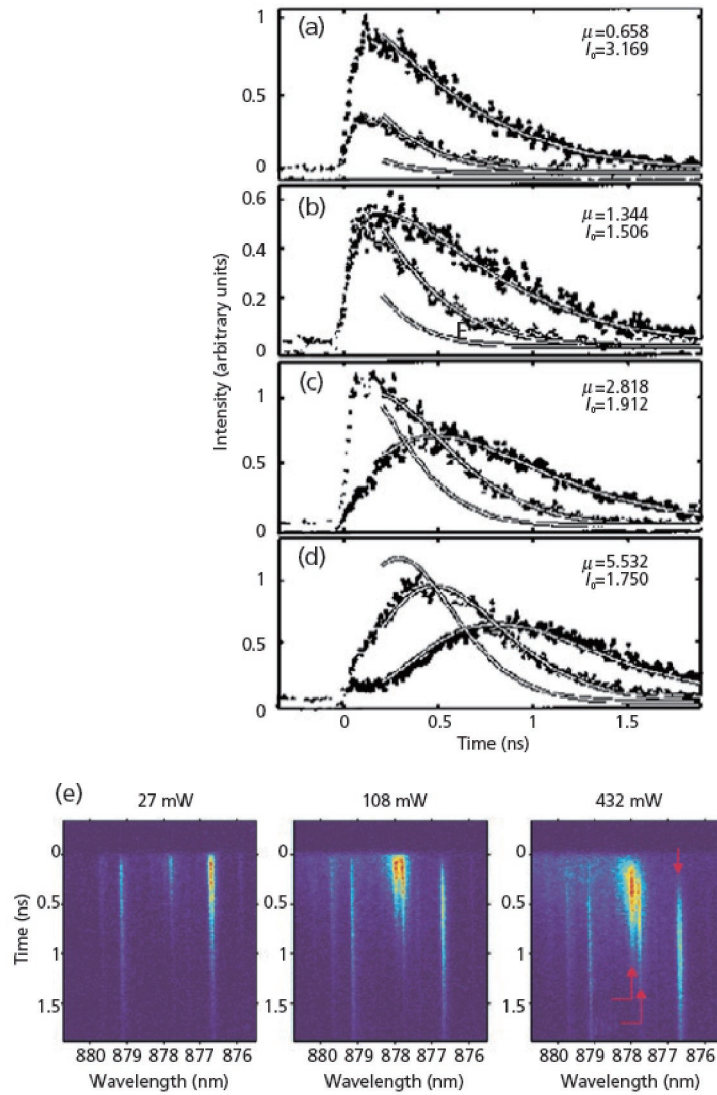 (a)
μ=0.658
I₀=3.169
1
0.5
0
(b)
μ=1.344
I₀=1.506
0.6
0.4
0.2
0
F
Intensity (arbitrary units)
(c)
μ=2.818
I₀=1.912
1
0.5
0
(d)
μ=5.532
I₀=1.750
1
0.5
0
0 0.5 1 1.5
Time (ns)
(e)
27 mW 108 mW 432 mW
Time (ns)
0 0 0
0.5 0.5 0.5
1 1 1
1.5 1.5 1.5
880 879 878 877 876 880 879 878 877 876 880 879 878 877 876
Wavelength (nm) Wavelength (nm) Wavelength (nm)